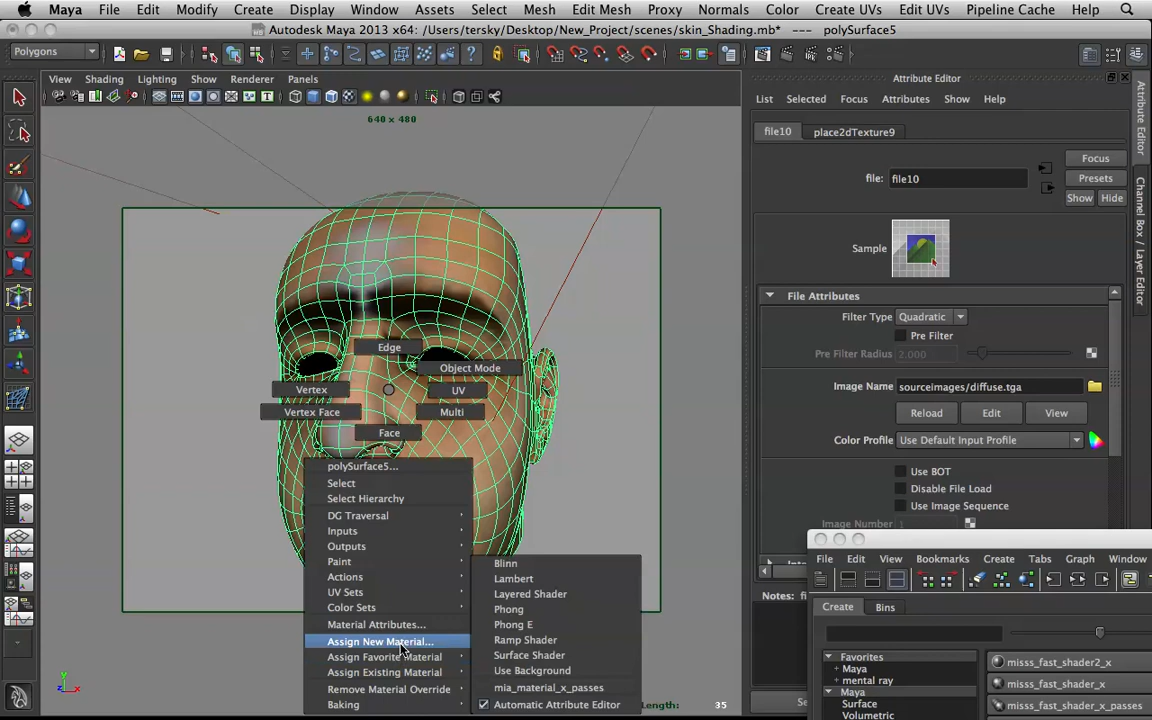 Maya File Edit Modify Create Display Window Assets Select Mesh Edit Mesh Proxy Normals Color Create UVs Edit UVs Pipeline Cache Help
Autodesk Maya 2013 x64: /Users/tersky/Desktop/New_Project/scenes/skin_Shading.mb* --- polySurface5
Polygons
View Shading Lighting Show Renderer Panels
640 x 480
Edge
Object Mode
Vertex
UV
Vertex Face
Multi
Face
polySurface5...
Select
Select Hierarchy
DG Traversal
Inputs
Outputs
Paint
Actions
UV Sets
Color Sets
Material Attributes...
Assign New Material...
Assign Favorite Material
Assign Existing Material
Remove Material Override
Baking
Blinn
Lambert
Layered Shader
Phong
Phong E
Ramp Shader
Surface Shader
Use Background
mia_material_x_passes
Automatic Attribute Editor
Length: 35
Attribute Editor
List Selected Focus Attributes Show Help
file10 place2dTexture9
Focus
file: file10
Presets
Show Hide
Sample
File Attributes
Filter Type Quadratic
Pre Filter
Pre Filter Radius 2.000
Image Name sourceimages/diffuse.tga
Reload Edit View
Color Profile Use Default Input Profile
Use BOT
Disable File Load
Use Image Sequence
Image Number
Notes:
Attribute Editor
Channel Box / Layer Editor
File Edit View Bookmarks Create Tabs Graph Window
Create Bins
Favorites
+ Maya
+ mental ray
Maya
Surface
Volumetric
misss_fast_shader2_x
misss_fast_shader_x
misss_fast_shader_x_passes